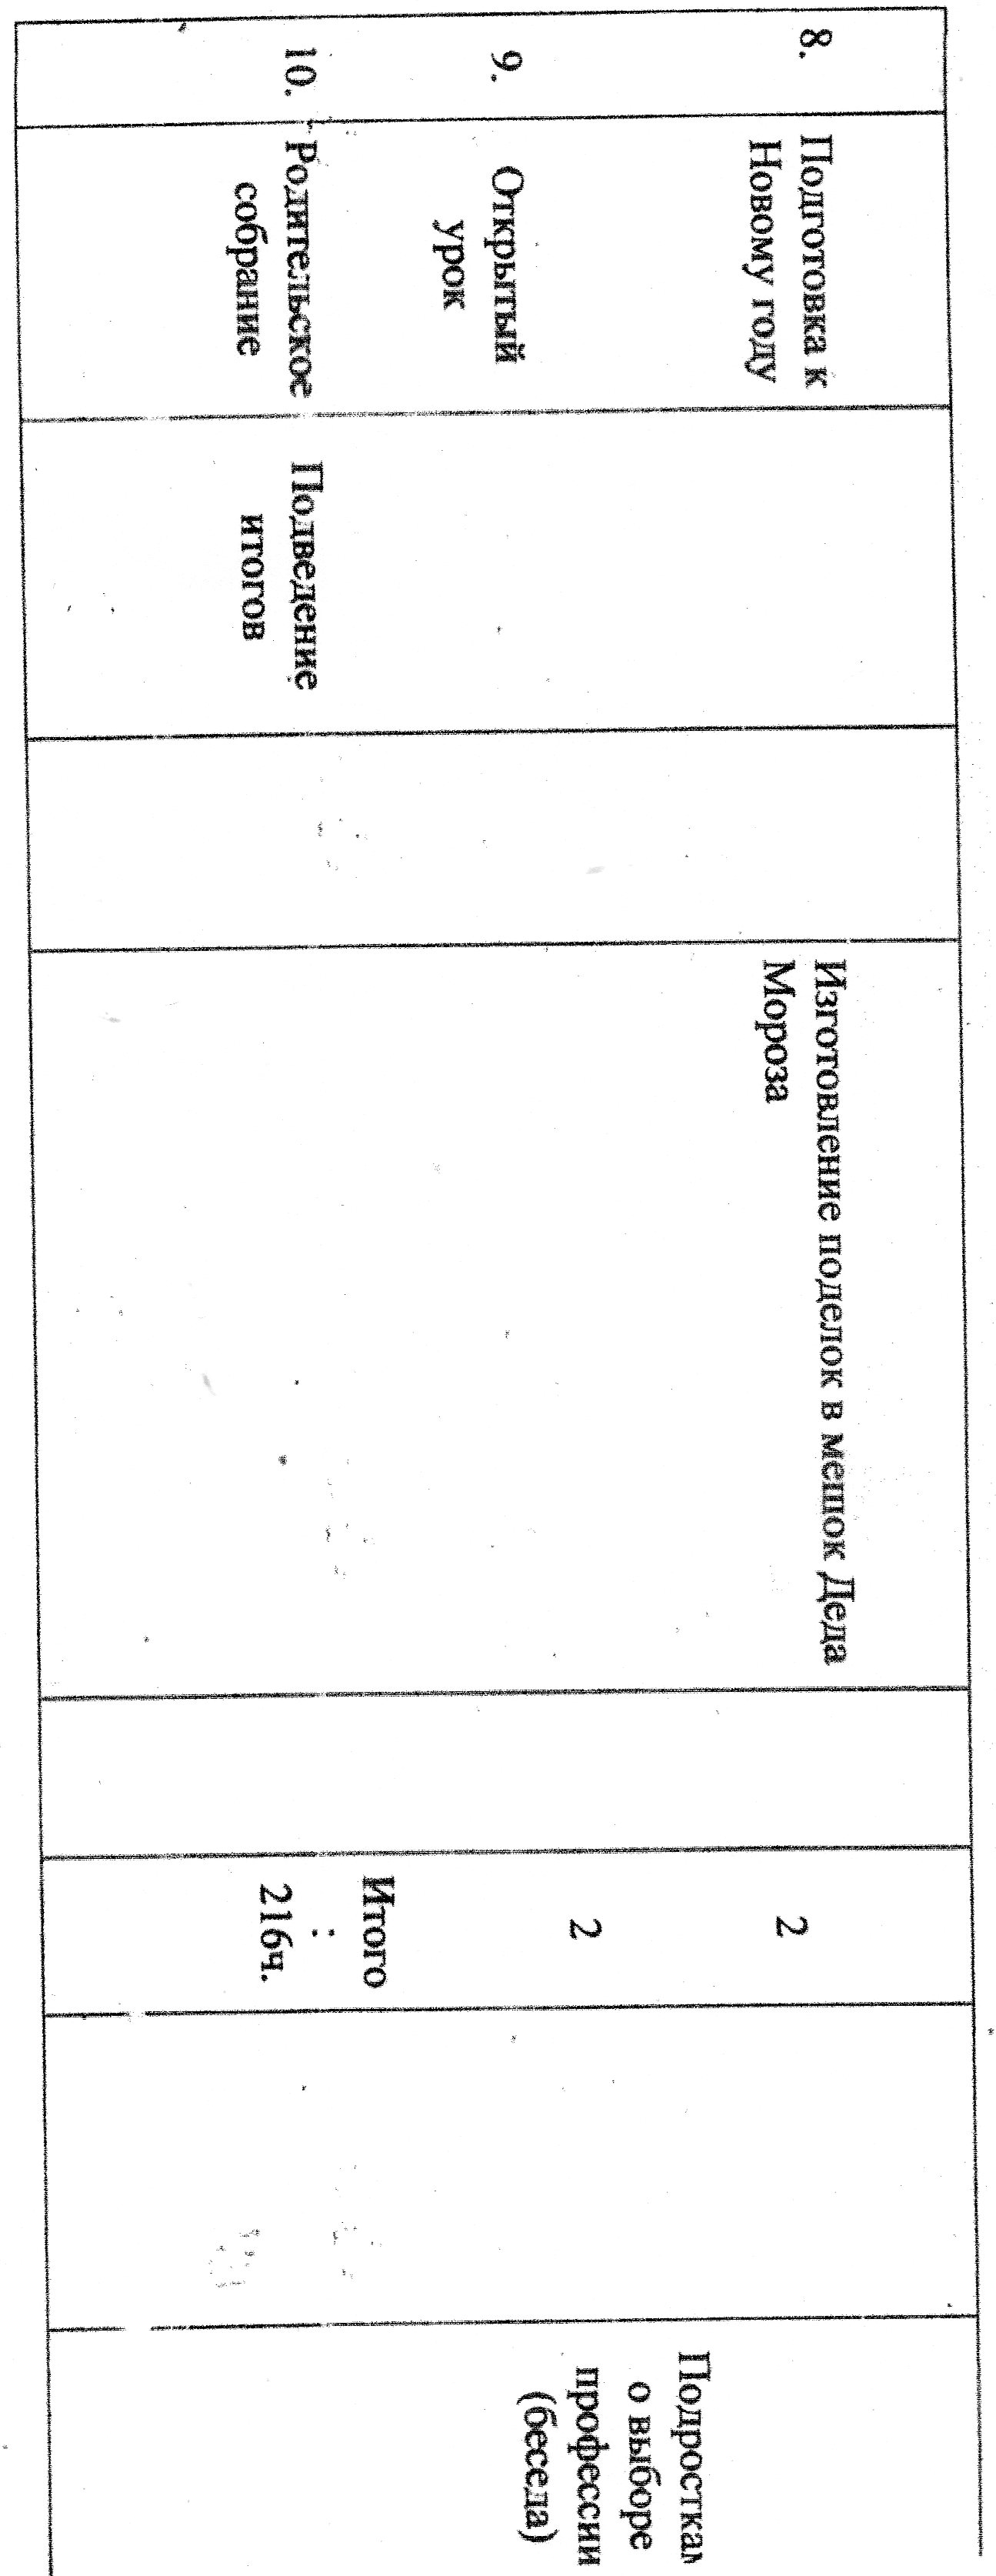 8.
Подготовка к
Новому году
Изготовление поделок в мешок Деда
Мороза
2
9.
Открытый
урок
2
Подросткам
о выборе
профессии
(беседа)
10.
Родительское
собрание
Подведение
итогов
Итого
:
216ч.